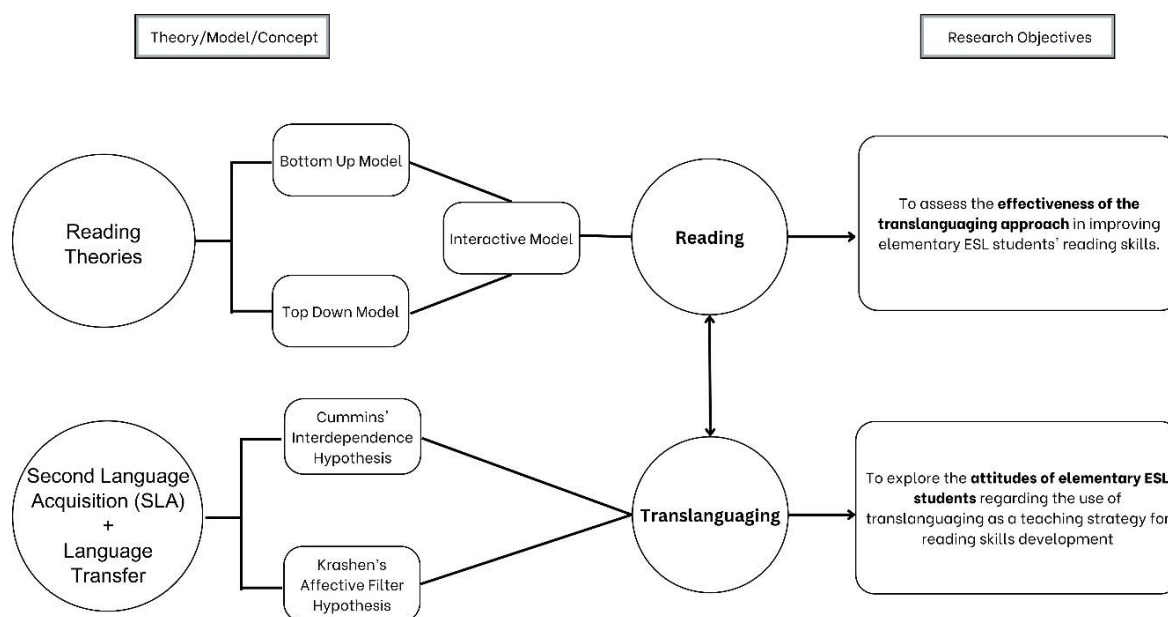 Theory/Model/Concept
Research Objectives
Bottom Up Model
Reading
Theories
Interactive Model
Top Down Model
Reading
To assess the effectiveness of the
translanguaging approach in improving
elementary ESL students' reading skills.
Second Language
Acquisition (SLA)
+
Language
Transfer
Cummins'
Interdependence
Hypothesis
Krashen's
Affective Filter
Hypothesis
Translanguaging
To explore the attitudes of elementary ESL
students regarding the use of
translanguaging as a teaching strategy for
reading skills development